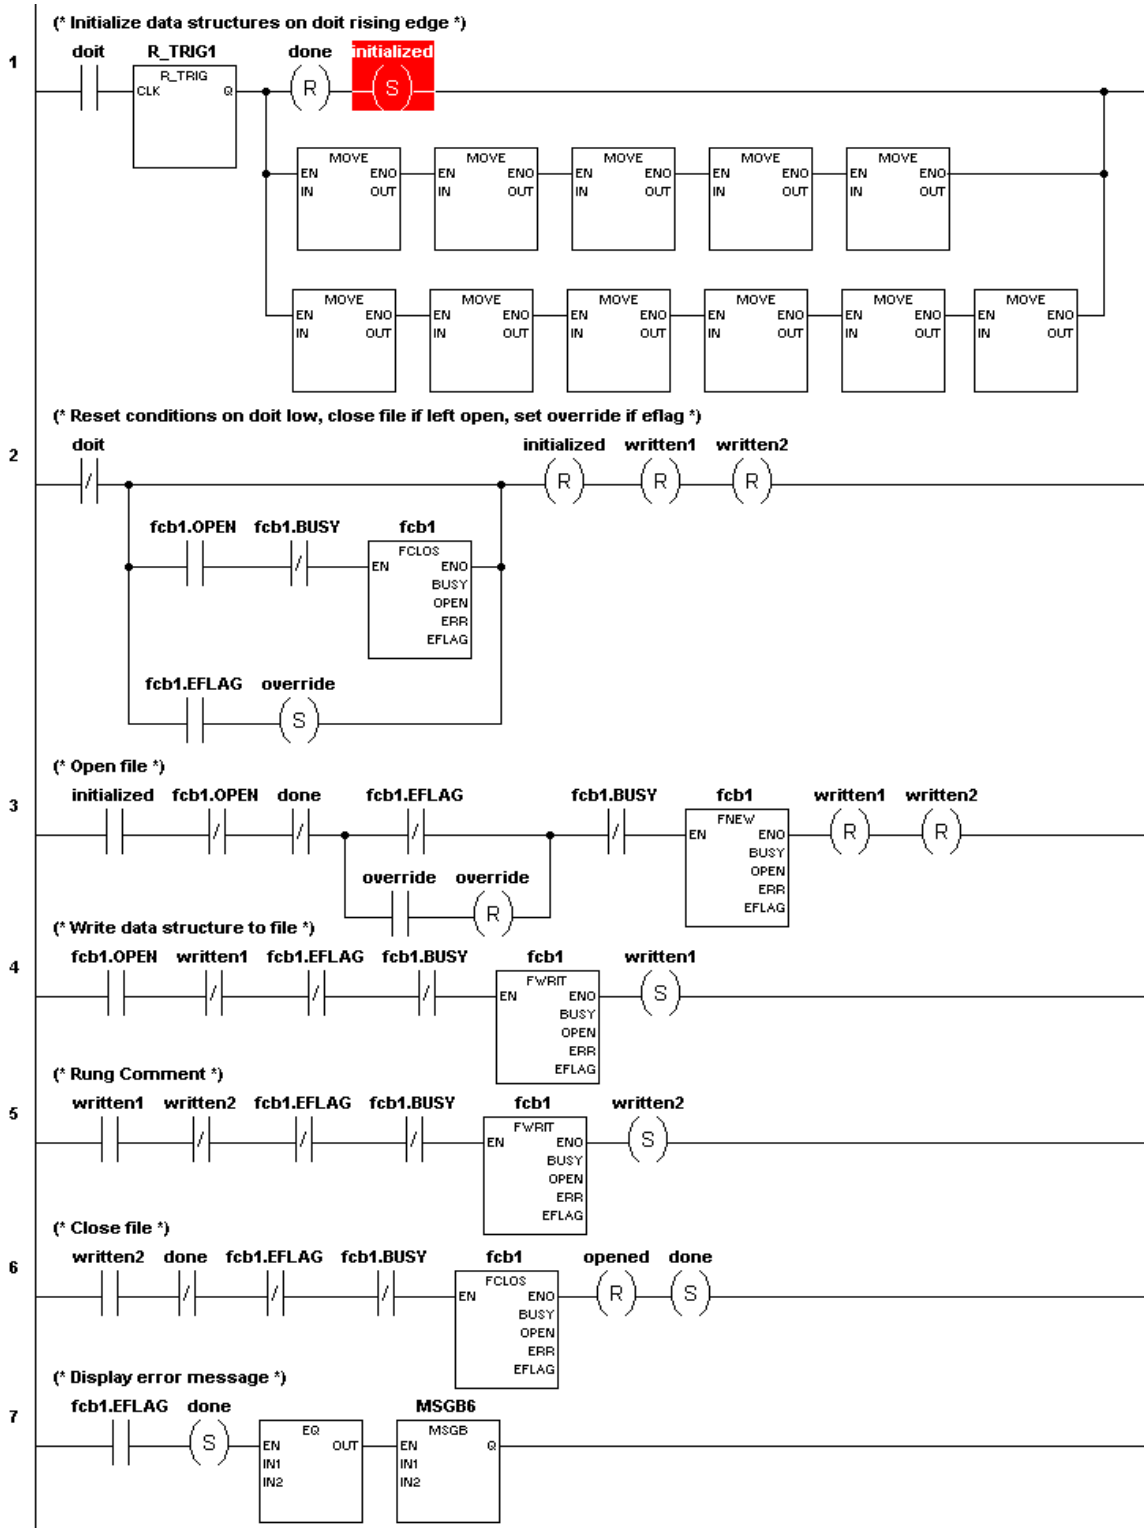 (* Initialize data structures on doit rising edge *)
doit R_TRIG1 done initialized
1
R_TRIG
CLK Q R S
MOVE MOVE MOVE MOVE MOVE
EN ENO EN ENO EN ENO EN ENO EN ENO
IN OUT IN OUT IN OUT IN OUT IN OUT
MOVE MOVE MOVE MOVE MOVE MOVE
EN ENO EN ENO EN ENO EN ENO EN ENO EN ENO
IN OUT IN OUT IN OUT IN OUT IN OUT IN OUT
(* Reset conditions on doit low, close file if left open, set override if eflag *)
doit initialized written1 written2
2
/ R R R
fcb1.OPEN fcb1.BUSY fcb1
FCLOS
/ EN ENO
BUSY
OPEN
ERR
EFLAG
fcb1.EFLAG override
S
(* Open file *)
initialized fcb1.OPEN done fcb1.EFLAG fcb1.BUSY fcb1 written1 written2
3
FNEW
/ / / / EN ENO R R
BUSY
OPEN
ERR
EFLAG
override override
R
(* Write data structure to file *)
fcb1.OPEN written1 fcb1.EFLAG fcb1.BUSY fcb1 written1
4
FWRIT
/ / / EN ENO S
BUSY
OPEN
ERR
EFLAG
(* Rung Comment *)
written1 written2 fcb1.EFLAG fcb1.BUSY fcb1 written2
5
FWRIT
/ / / EN ENO S
BUSY
OPEN
ERR
EFLAG
(* Close file *)
written2 done fcb1.EFLAG fcb1.BUSY fcb1 opened done
6
FCLOS
/ / / EN ENO R S
BUSY
OPEN
ERR
EFLAG
(* Display error message *)
fcb1.EFLAG done MSGB6
7
EQ MSGB
S EN OUT EN Q
IN1 IN1
IN2 IN2